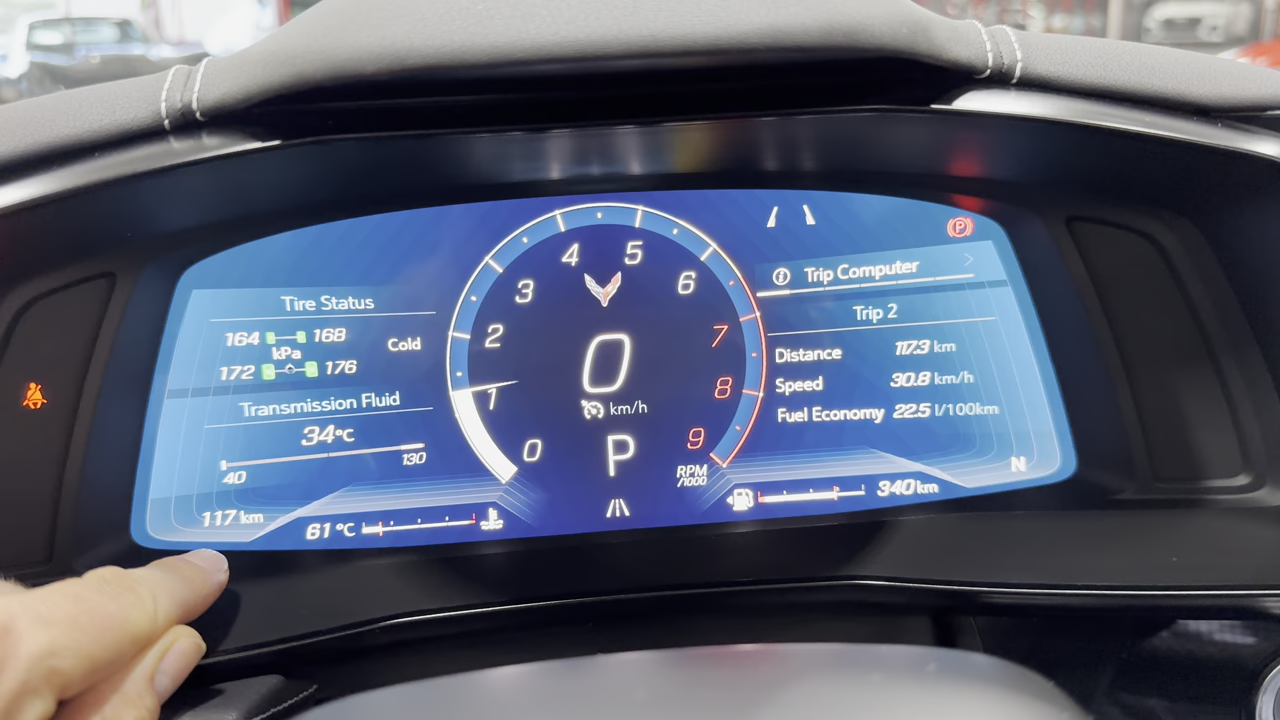 Tire Status
164 168
kPa
Cold
172 176
Transmission Fluid
34°C
40 130
117 km
61°C
0 1 2 3 4 5 6 7 8 9
0
km/h
P
RPM
/1000
P
Trip Computer
Trip 2
Distance 117.3 km
Speed 30.8 km/h
Fuel Economy 22.5 l/100km
N
340 km